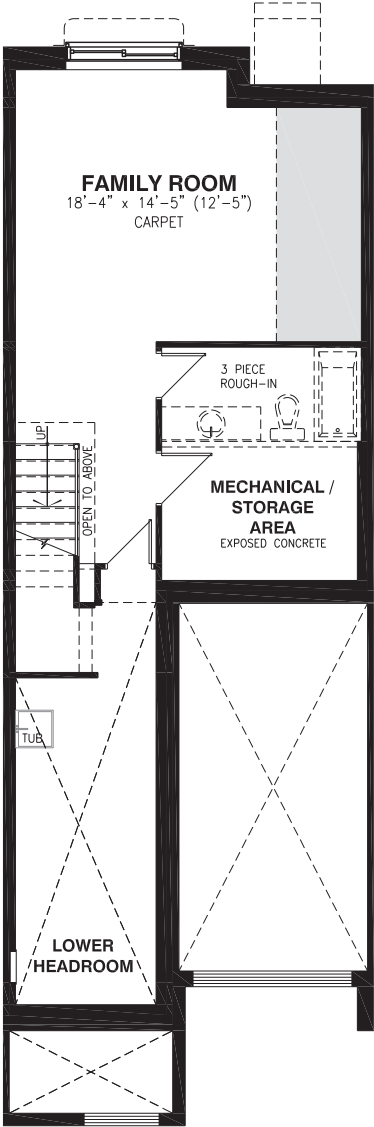 FAMILY ROOM
18'-4" x 14'-5" (12'-5")
CARPET
3 PIECE
ROUGH-IN
UP
OPEN TO ABOVE
MECHANICAL /
STORAGE
AREA
EXPOSED CONCRETE
TUB
LOWER
HEADROOM